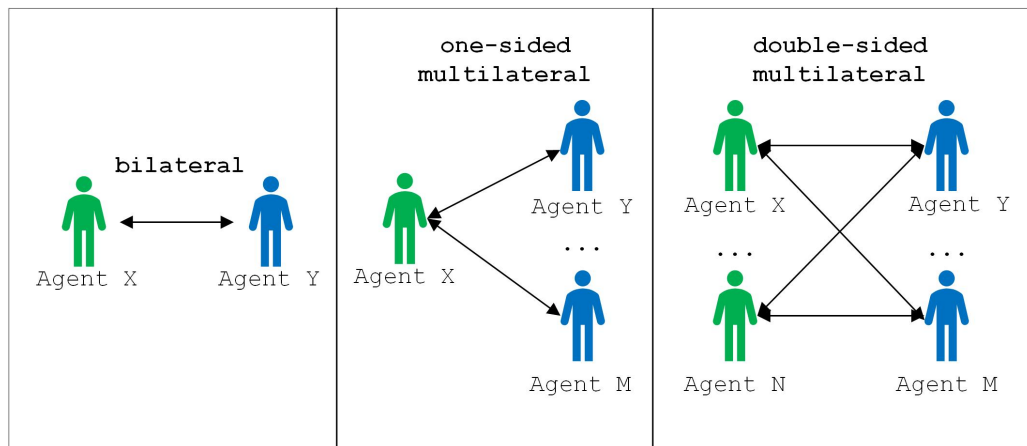 bilateral
Agent X
Agent Y
one-sided
multilateral
Agent X
Agent Y
...
Agent M
double-sided
multilateral
Agent X
Agent Y
...
...
Agent N
Agent M